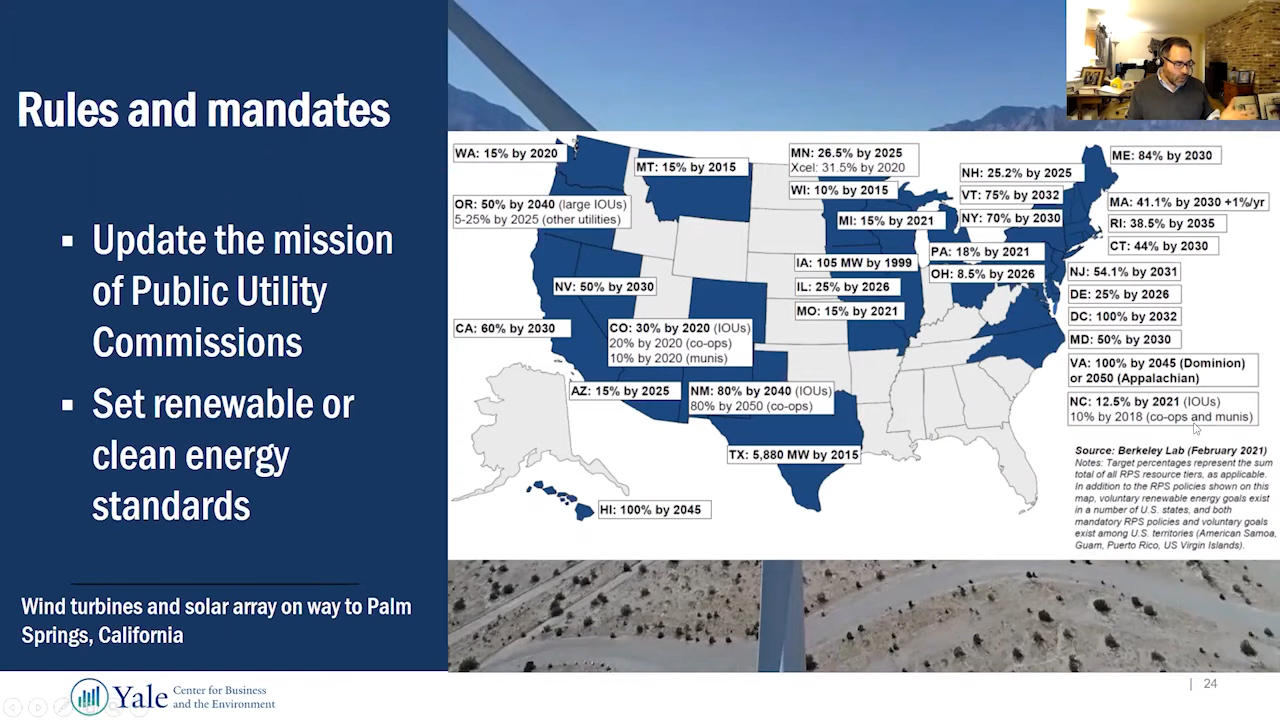 Rules and mandates
▪ Update the mission
of Public Utility
Commissions
▪ Set renewable or
clean energy
standards
Wind turbines and solar array on way to Palm
Springs, California
WA: 15% by 2020
MT: 15% by 2015
MN: 26.5% by 2025
Xcel: 31.5% by 2020
ME: 84% by 2030
NH: 25.2% by 2025
WI: 10% by 2015
VT: 75% by 2032
OR: 50% by 2040 (large IOUs)
5-25% by 2025 (other utilities)
MA: 41.1% by 2030 +1%/yr
MI: 15% by 2021
NY: 70% by 2030
RI: 38.5% by 2035
CT: 44% by 2030
PA: 18% by 2021
IA: 105 MW by 1999
OH: 8.5% by 2026
NJ: 54.1% by 2031
NV: 50% by 2030
IL: 25% by 2026
DE: 25% by 2026
MO: 15% by 2021
DC: 100% by 2032
CA: 60% by 2030
CO: 30% by 2020 (IOUs)
20% by 2020 (co-ops)
10% by 2020 (munis)
MD: 50% by 2030
VA: 100% by 2045 (Dominion)
or 2050 (Appalachian)
AZ: 15% by 2025
NM: 80% by 2040 (IOUs)
80% by 2050 (co-ops)
NC: 12.5% by 2021 (IOUs)
10% by 2018 (co-ops and munis)
TX: 5,880 MW by 2015
HI: 100% by 2045
Source: Berkeley Lab (February 2021)
Notes: Target percentages represent the sum
total of all RPS resource tiers, as applicable.
In addition to the RPS policies shown on this
map, voluntary renewable energy goals exist
in a number of U.S. states, and both
mandatory RPS policies and voluntary goals
exist among U.S. territories (American Samoa,
Guam, Puerto Rico, US Virgin Islands).
Yale Center for Business
and the Environment
| 24